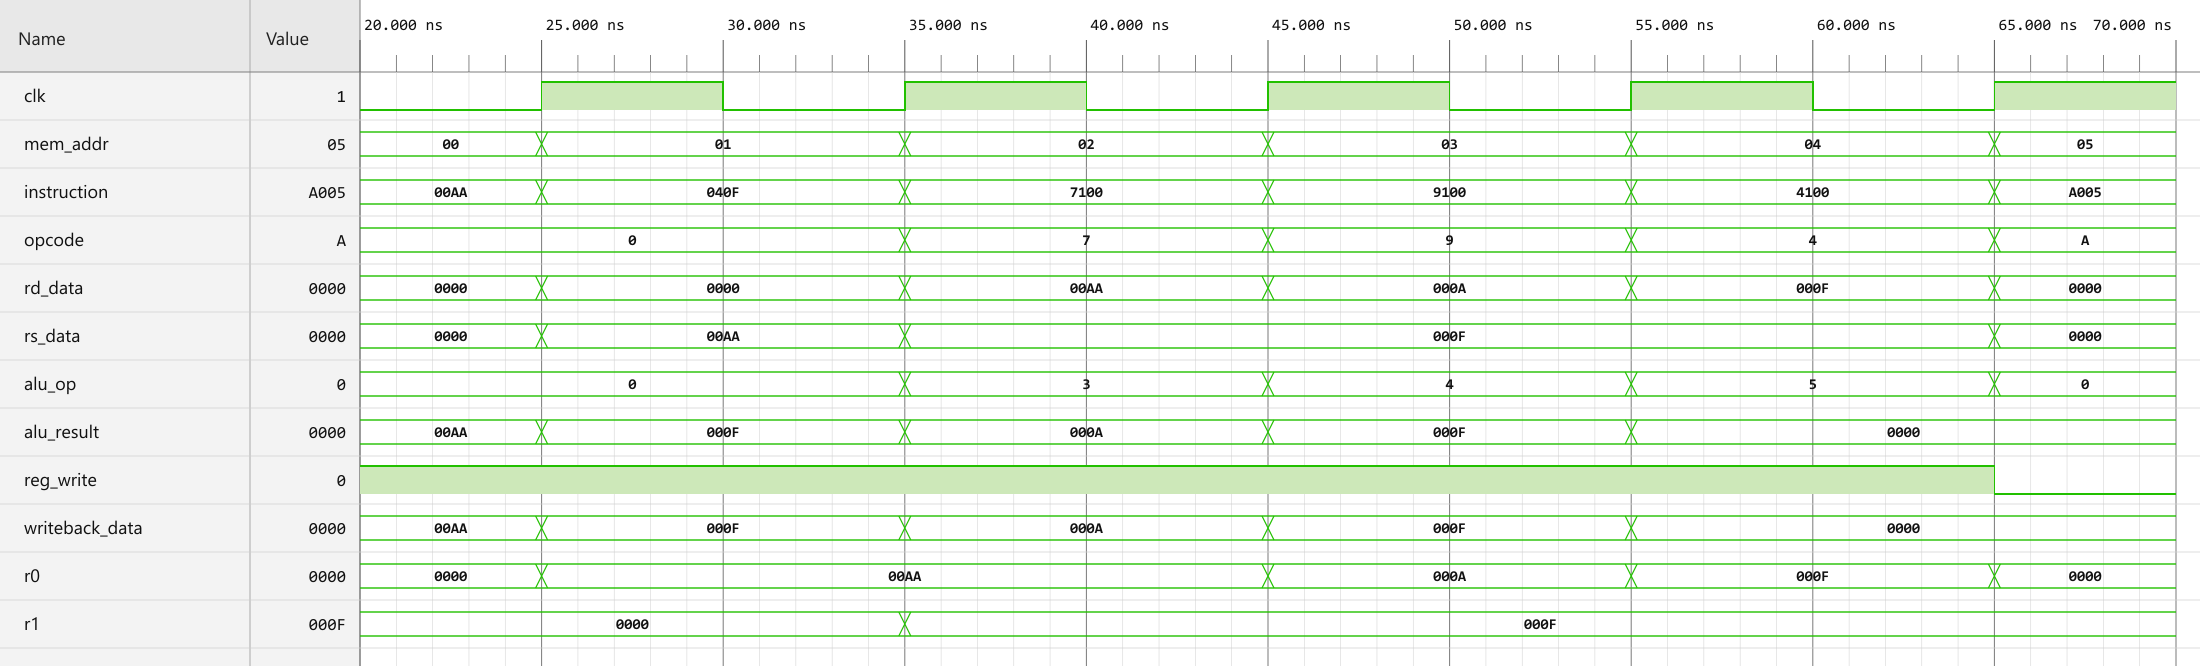 Name Value 20.000 ns 25.000 ns 30.000 ns 35.000 ns 40.000 ns 45.000 ns 50.000 ns 55.000 ns 60.000 ns 65.000 ns 70.000 ns
clk 1
mem_addr 05 00 01 02 03 04 05
instruction A005 00AA 040F 7100 9100 4100 A005
opcode A 0 7 9 4 A
rd_data 0000 0000 0000 00AA 000A 000F 0000
rs_data 0000 0000 00AA 000F 0000
alu_op 0 0 3 4 5 0
alu_result 0000 00AA 000F 000A 000F 0000
reg_write 0
writeback_data 0000 00AA 000F 000A 000F 0000
r0 0000 0000 00AA 000A 000F 0000
r1 000F 0000 000F